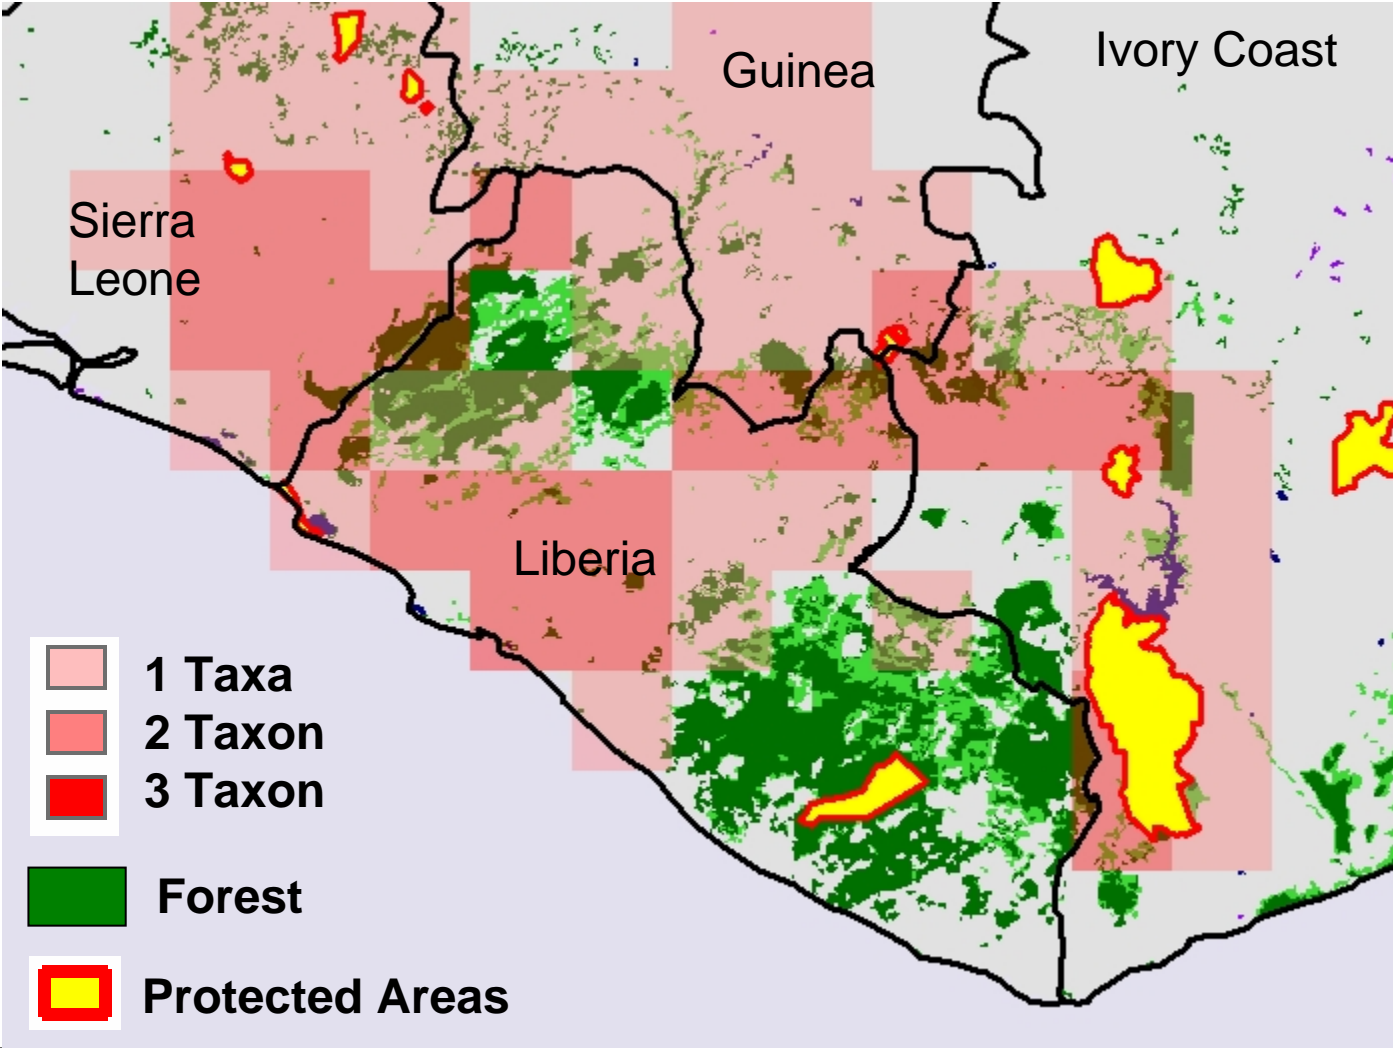 Ivory Coast
Guinea
Sierra
Leone
Liberia
1 Taxa
2 Taxon
3 Taxon
Forest
Protected Areas